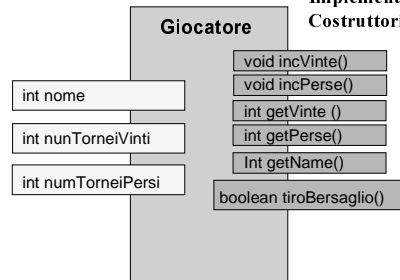 Costruttori
Giocatore
int nome
int nunTorneiVinti
int numTorneiPersi
void incVinte()
void incPerse()
int getVinte ()
int getPerse()
Int getName()
boolean tiroBersaglio()